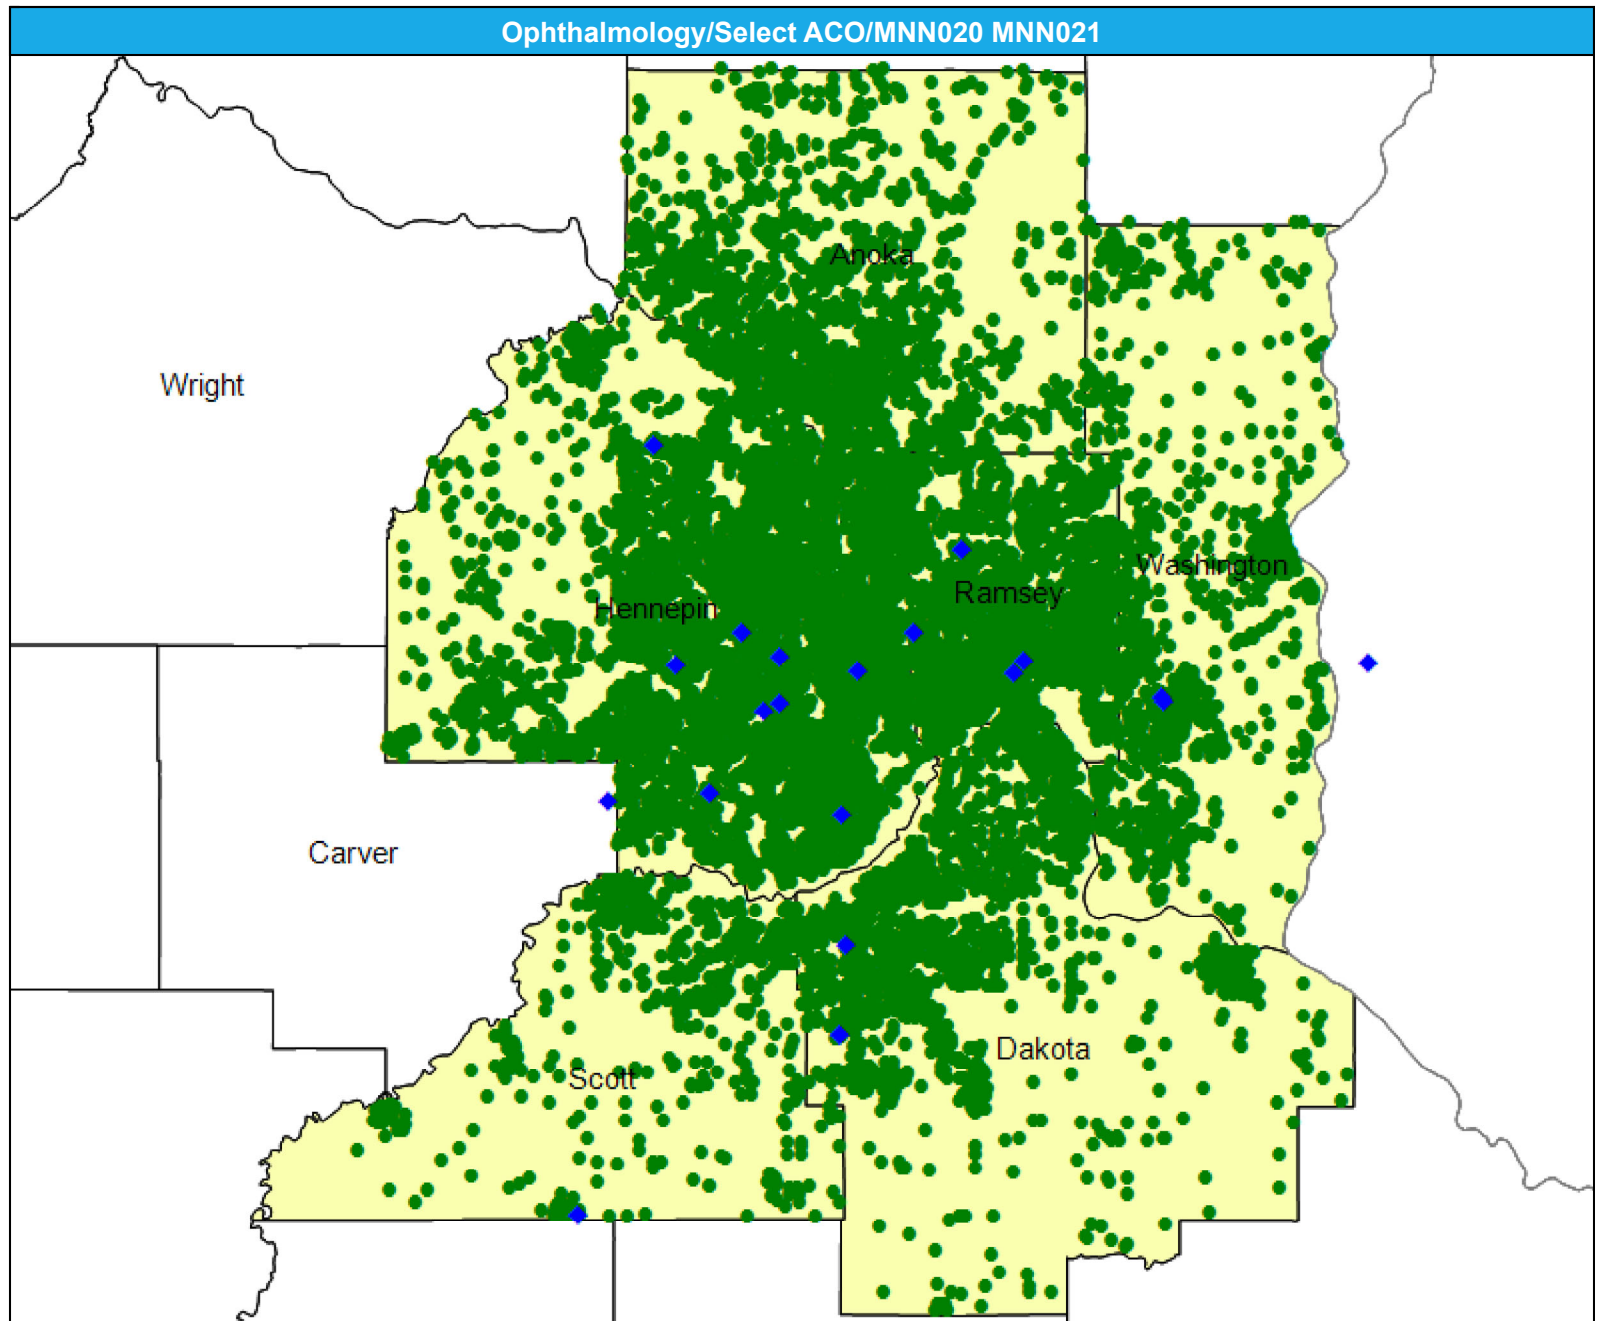 Ophthalmology/Select ACO/MNN020 MNN021
Anoka
Wright
Washington
Ramsey
Hennepin
Carver
Dakota
Scott